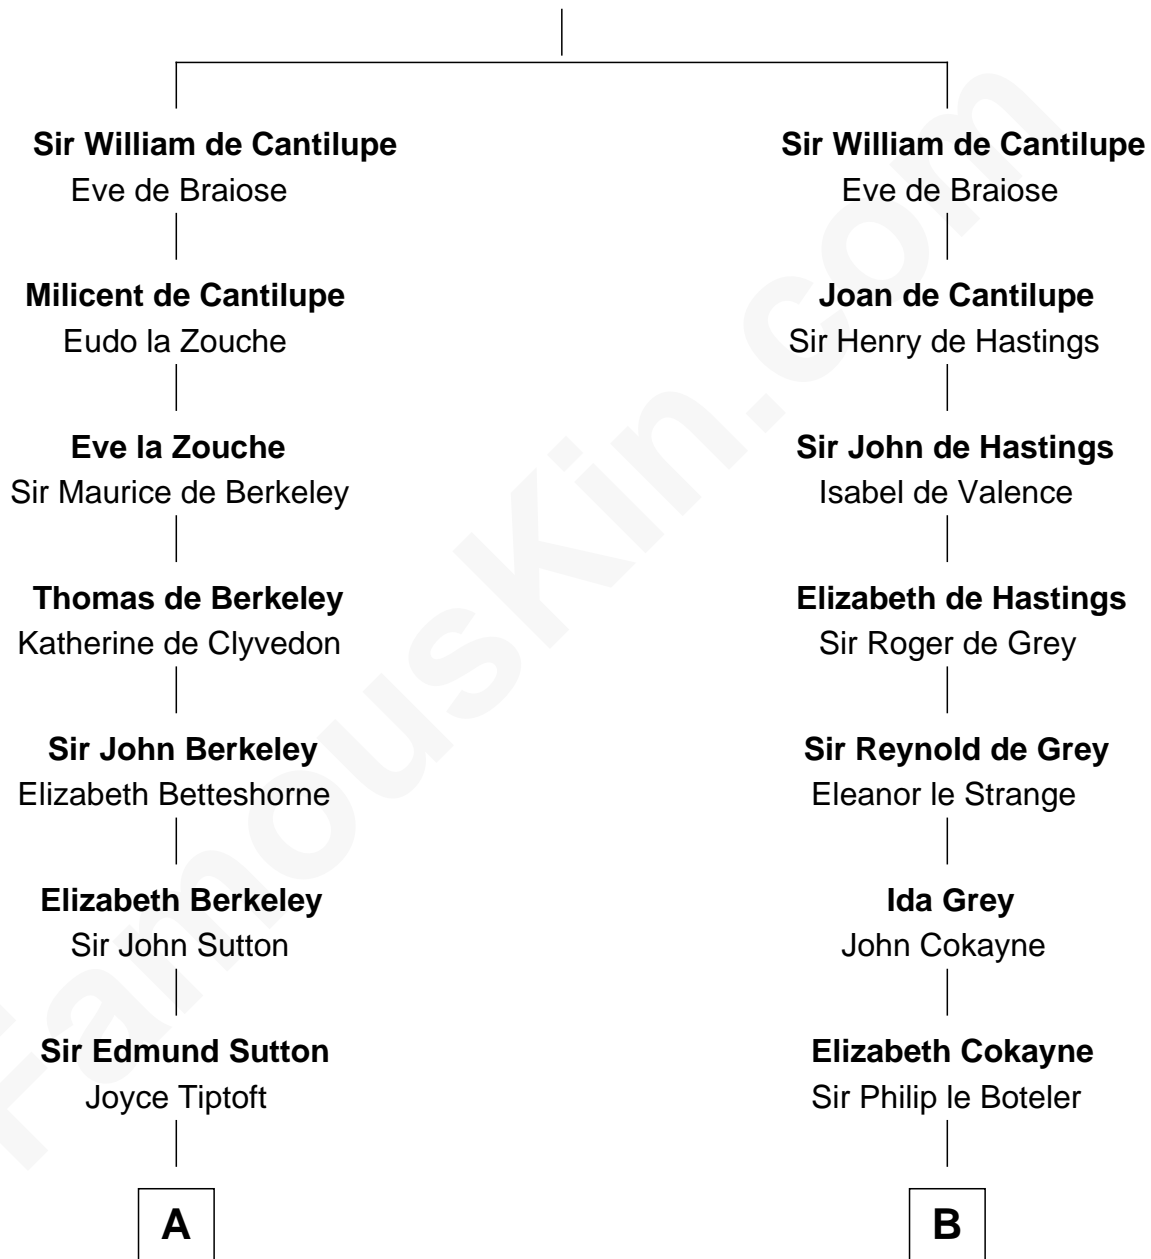 Sir William de Cantilupe
Eve de Braiose
Milicent de Cantilupe
Eudo la Zouche
Eve la Zouche
Sir Maurice de Berkeley
Thomas de Berkeley
Katherine de Clyvedon
Sir John Berkeley
Elizabeth Betteshorne
Elizabeth Berkeley
Sir John Sutton
Sir Edmund Sutton
Joyce Tiptoft
A
Sir William de Cantilupe
Eve de Braiose
Joan de Cantilupe
Sir Henry de Hastings
Sir John de Hastings
Isabel de Valence
Elizabeth de Hastings
Sir Roger de Grey
Sir Reynold de Grey
Eleanor le Strange
Ida Grey
John Cokayne
Elizabeth Cokayne
Sir Philip le Boteler
B
FamousKin.com